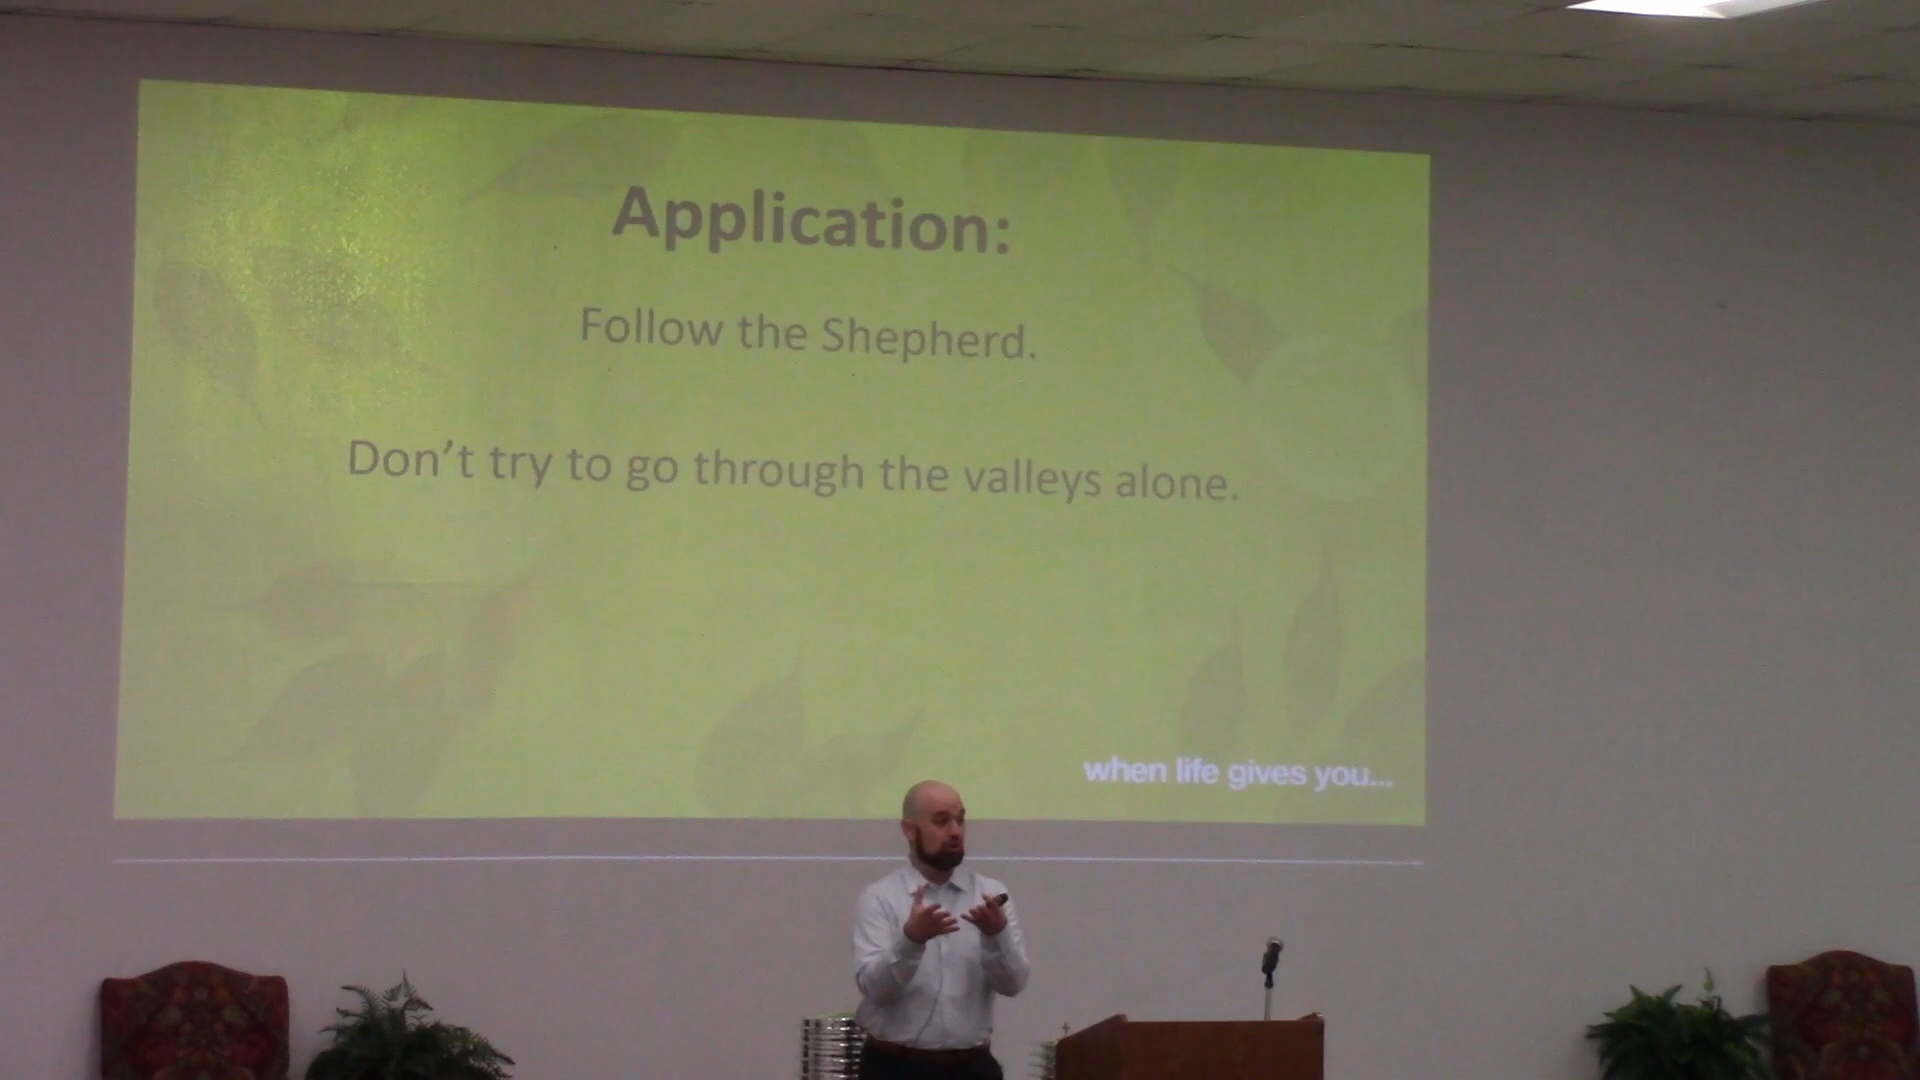 Application:
Follow the Shepherd.
Don’t try to go through the valleys alone.
when life gives you...